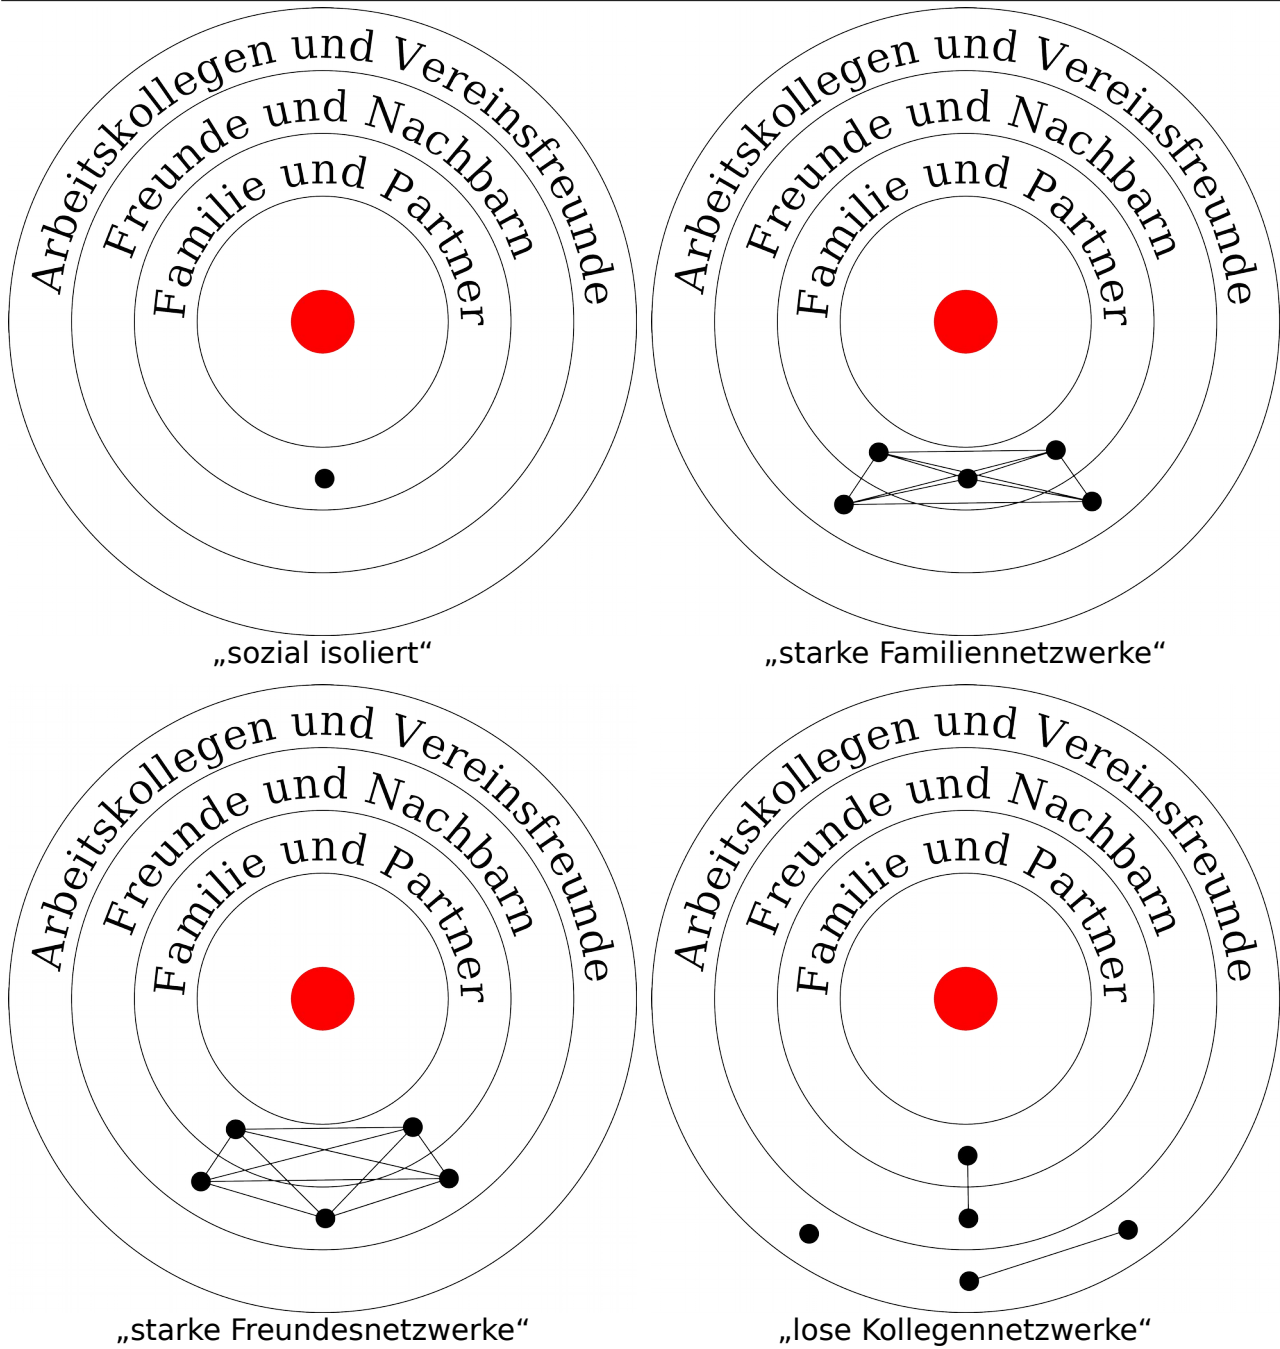 Arbeitskollegen und Vereinsfreunde
Freunde und Nachbarn
Familie und Partner
„sozial isoliert“
Arbeitskollegen und Vereinsfreunde
Freunde und Nachbarn
Familie und Partner
„starke Familiennetzwerke“
Arbeitskollegen und Vereinsfreunde
Freunde und Nachbarn
Familie und Partner
„starke Freundesnetzwerke“
Arbeitskollegen und Vereinsfreunde
Freunde und Nachbarn
Familie und Partner
„lose Kollegennetzwerke“